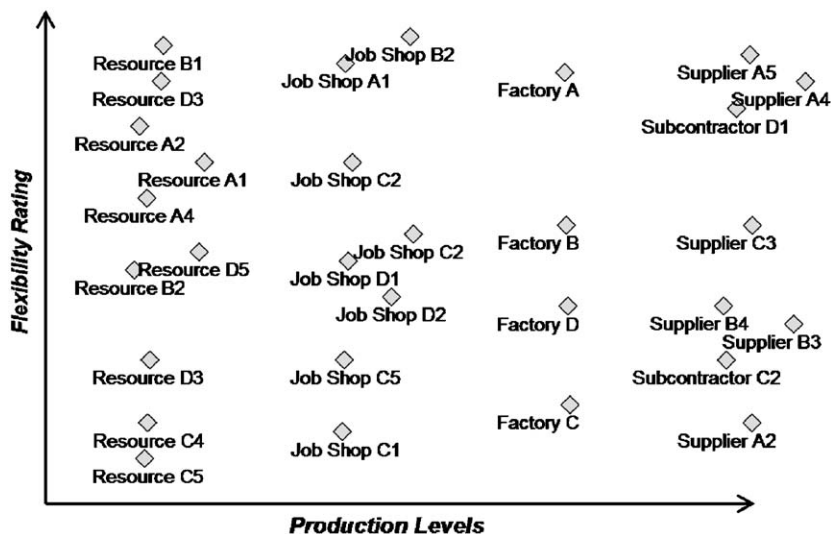 Job Shop B2
Resource B1
Job Shop A1
Supplier A5
Factory A
Resource D3
Supplier A4
Subcontractor D1
Resource A2
Resource A1
Job Shop C2
Resource A4
Factory B
Supplier C3
Job Shop C2
Resource D5
Job Shop D1
Resource B2
Job Shop D2
Factory D
Supplier B4
Supplier B3
Resource D3
Job Shop C5
Subcontractor C2
Factory C
Resource C4
Job Shop C1
Supplier A2
Resource C5
Flexibility Rating
Production Levels